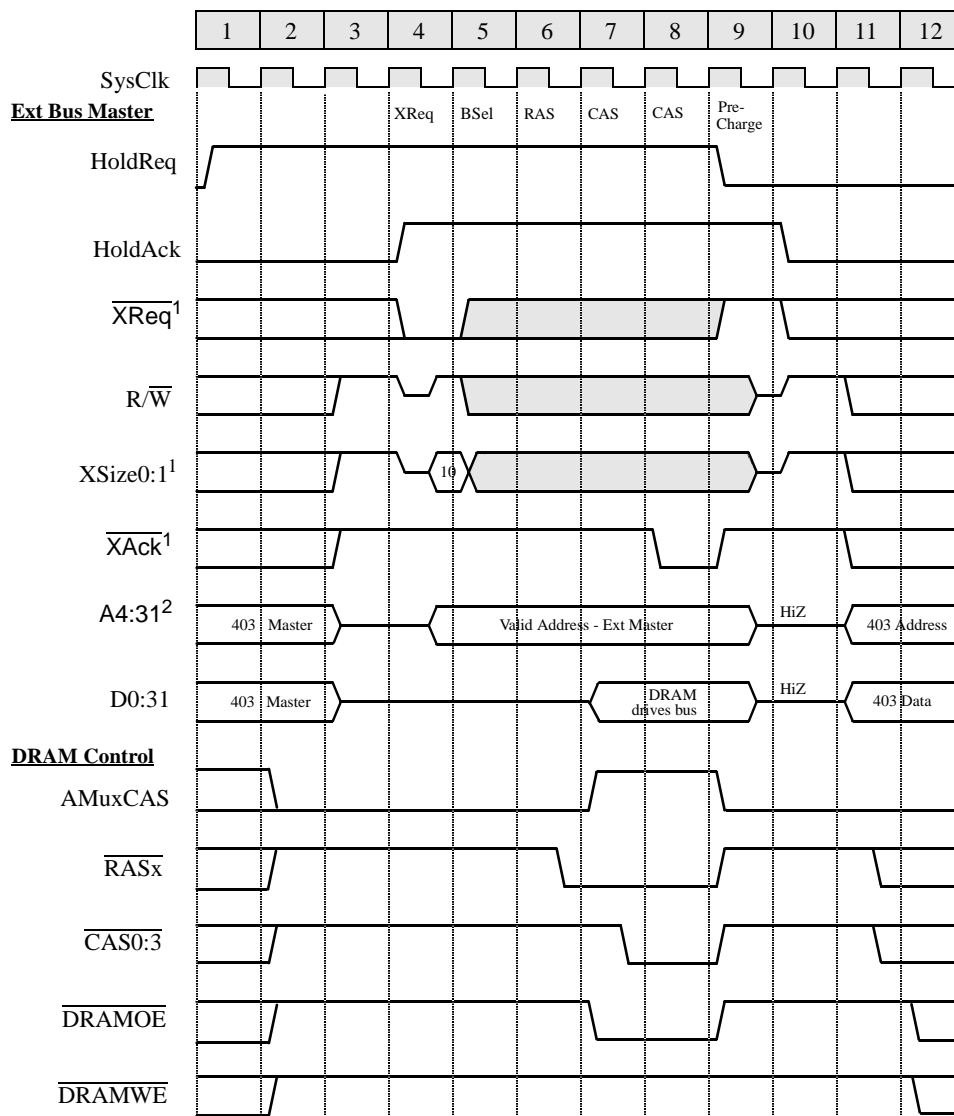 1 2 3 4 5 6 7 8 9 10 11 12
SysClk
Ext Bus Master
XReq BSel RAS CAS CAS Pre-
Charge
HoldReq
HoldAck
XReq1
R/W
XSize0:11
10
XAck1
A4:312
403 Master Valid Address - Ext Master HiZ 403 Address
D0:31
403 Master DRAM HiZ 403 Data
drives bus
DRAM Control
AMuxCAS
RASx
CAS0:3
DRAMOE
DRAMWE